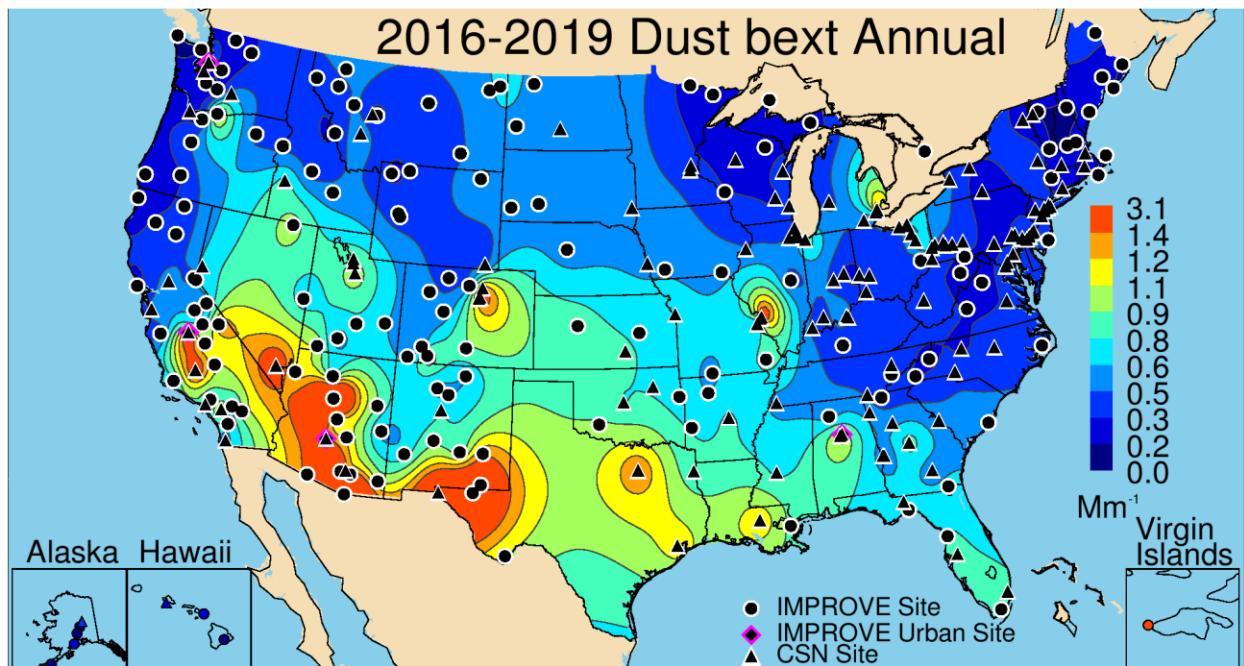 2016-2019 Dust bext Annual
3.1
1.4
1.2
1.1
0.9
0.8
0.6
0.5
0.3
0.2
0.0
Mm⁻¹
Alaska
Hawaii
Virgin
Islands
IMPROVE Site
IMPROVE Urban Site
CSN Site